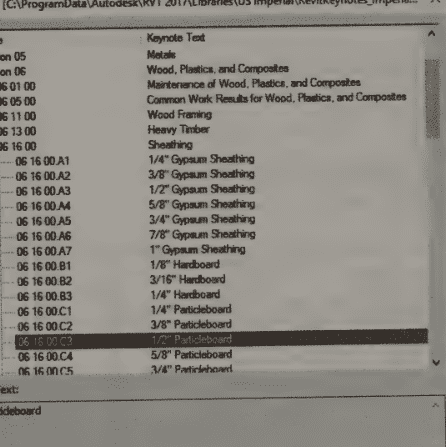 [C:\ProgramData\Autodesk\RVT 2017\Libraries\US Imperial\RevitKeynotes_Imperi...
Keynote Text
on 05 Metals
on 06 Wood, Plastics, and Composites
06 01 00 Maintenance of Wood, Plastics, and Composites
06 05 00 Common Work Results for Wood, Plastics, and Composites
06 11 00 Wood Framing
06 13 00 Heavy Timber
06 16 00 Sheathing
06 16 00.A1 1/4" Gypsum Sheathing
06 16 00.A2 3/8" Gypsum Sheathing
06 16 00.A3 1/2" Gypsum Sheathing
06 16 00.A4 5/8" Gypsum Sheathing
06 16 00.A5 3/4" Gypsum Sheathing
06 16 00.A6 7/8" Gypsum Sheathing
06 16 00.A7 1" Gypsum Sheathing
06 16 00.B1 1/8" Hardboard
06 16 00.B2 3/16" Hardboard
06 16 00.B3 1/4" Hardboard
06 16 00.C1 1/4" Particleboard
06 16 00.C2 3/8" Particleboard
06 16 00.C3 1/2" Particleboard
06 16 00.C4 5/8" Particleboard
06 16 00.C5 3/4" Particleboard
ext:
icleboard